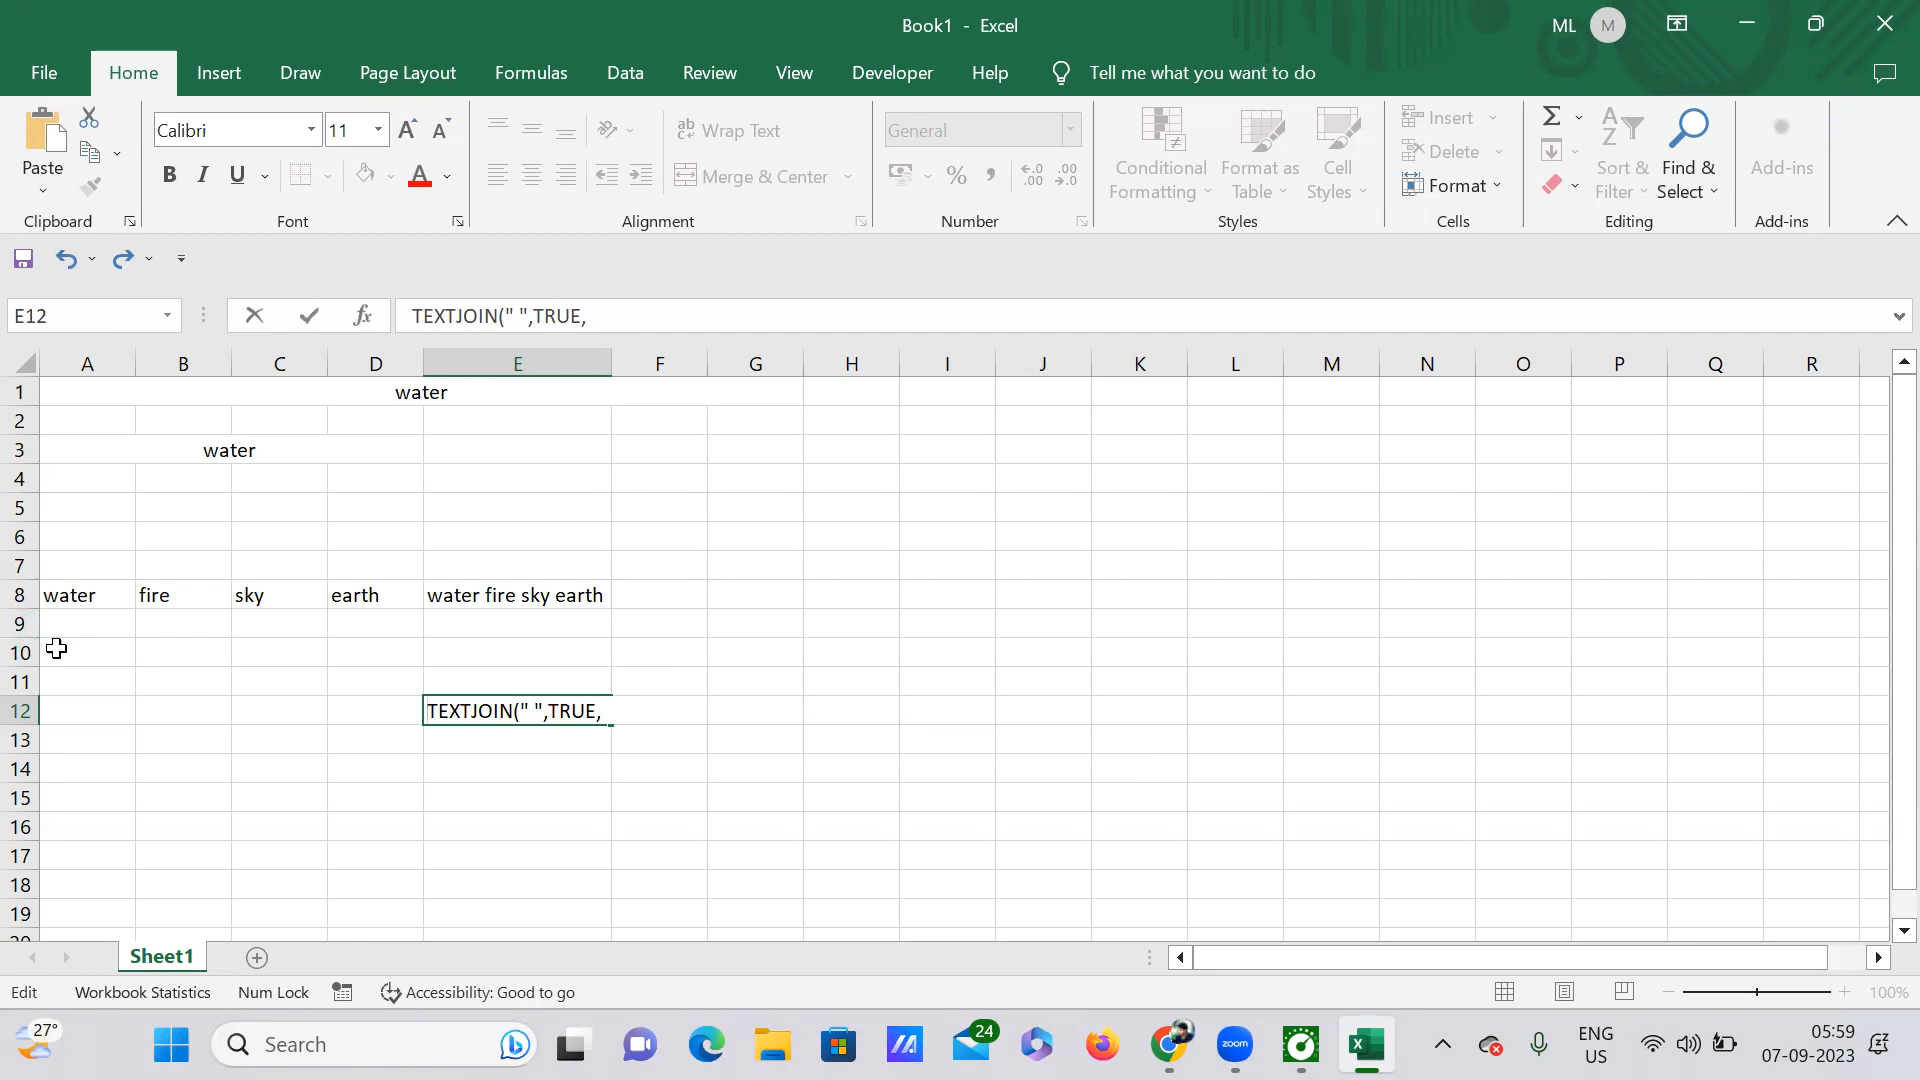 Book1 - Excel
ML M
File Home Insert Draw Page Layout Formulas Data Review View Developer Help Tell me what you want to do
Paste
Clipboard
Calibri 11 A A
B I U A
Font
ab Wrap Text
Merge & Center
Alignment
General
% , .00 .00
Number
Conditional Formatting
Format as Table
Cell Styles
Styles
Insert
Delete
Format
Cells
Sort & Filter
Find & Select
Editing
Add-ins
Add-ins
E12 fx TEXTJOIN(" ",TRUE,
A B C D E F G H I J K L M N O P Q R
1 water
2
3 water
4
5
6
7
8 water fire sky earth water fire sky earth
9
10
11
12 TEXTJOIN(" ",TRUE,
13
14
15
16
17
18
19
Sheet1
Edit Workbook Statistics Num Lock Accessibility: Good to go 100%
27° Search 24 zoom ENG US 05:59 07-09-2023